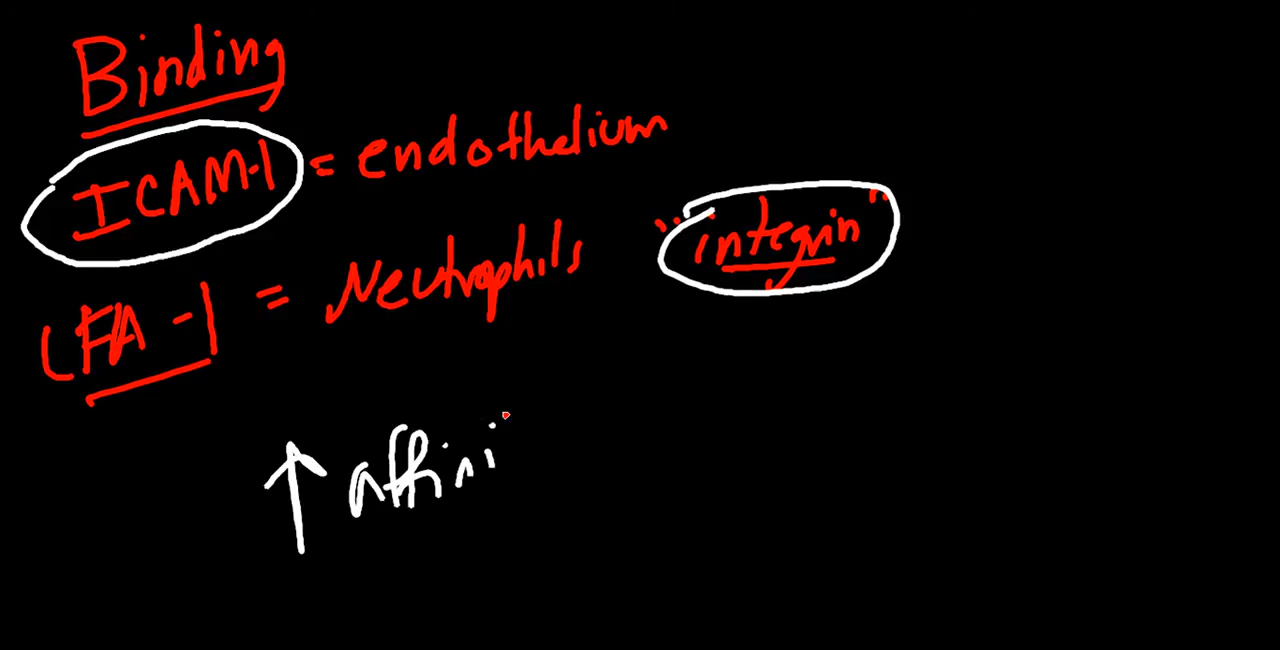 Binding
ICAM-1 = endothelium
LFA-1 = Neutrophils "integrin"
↑ affini